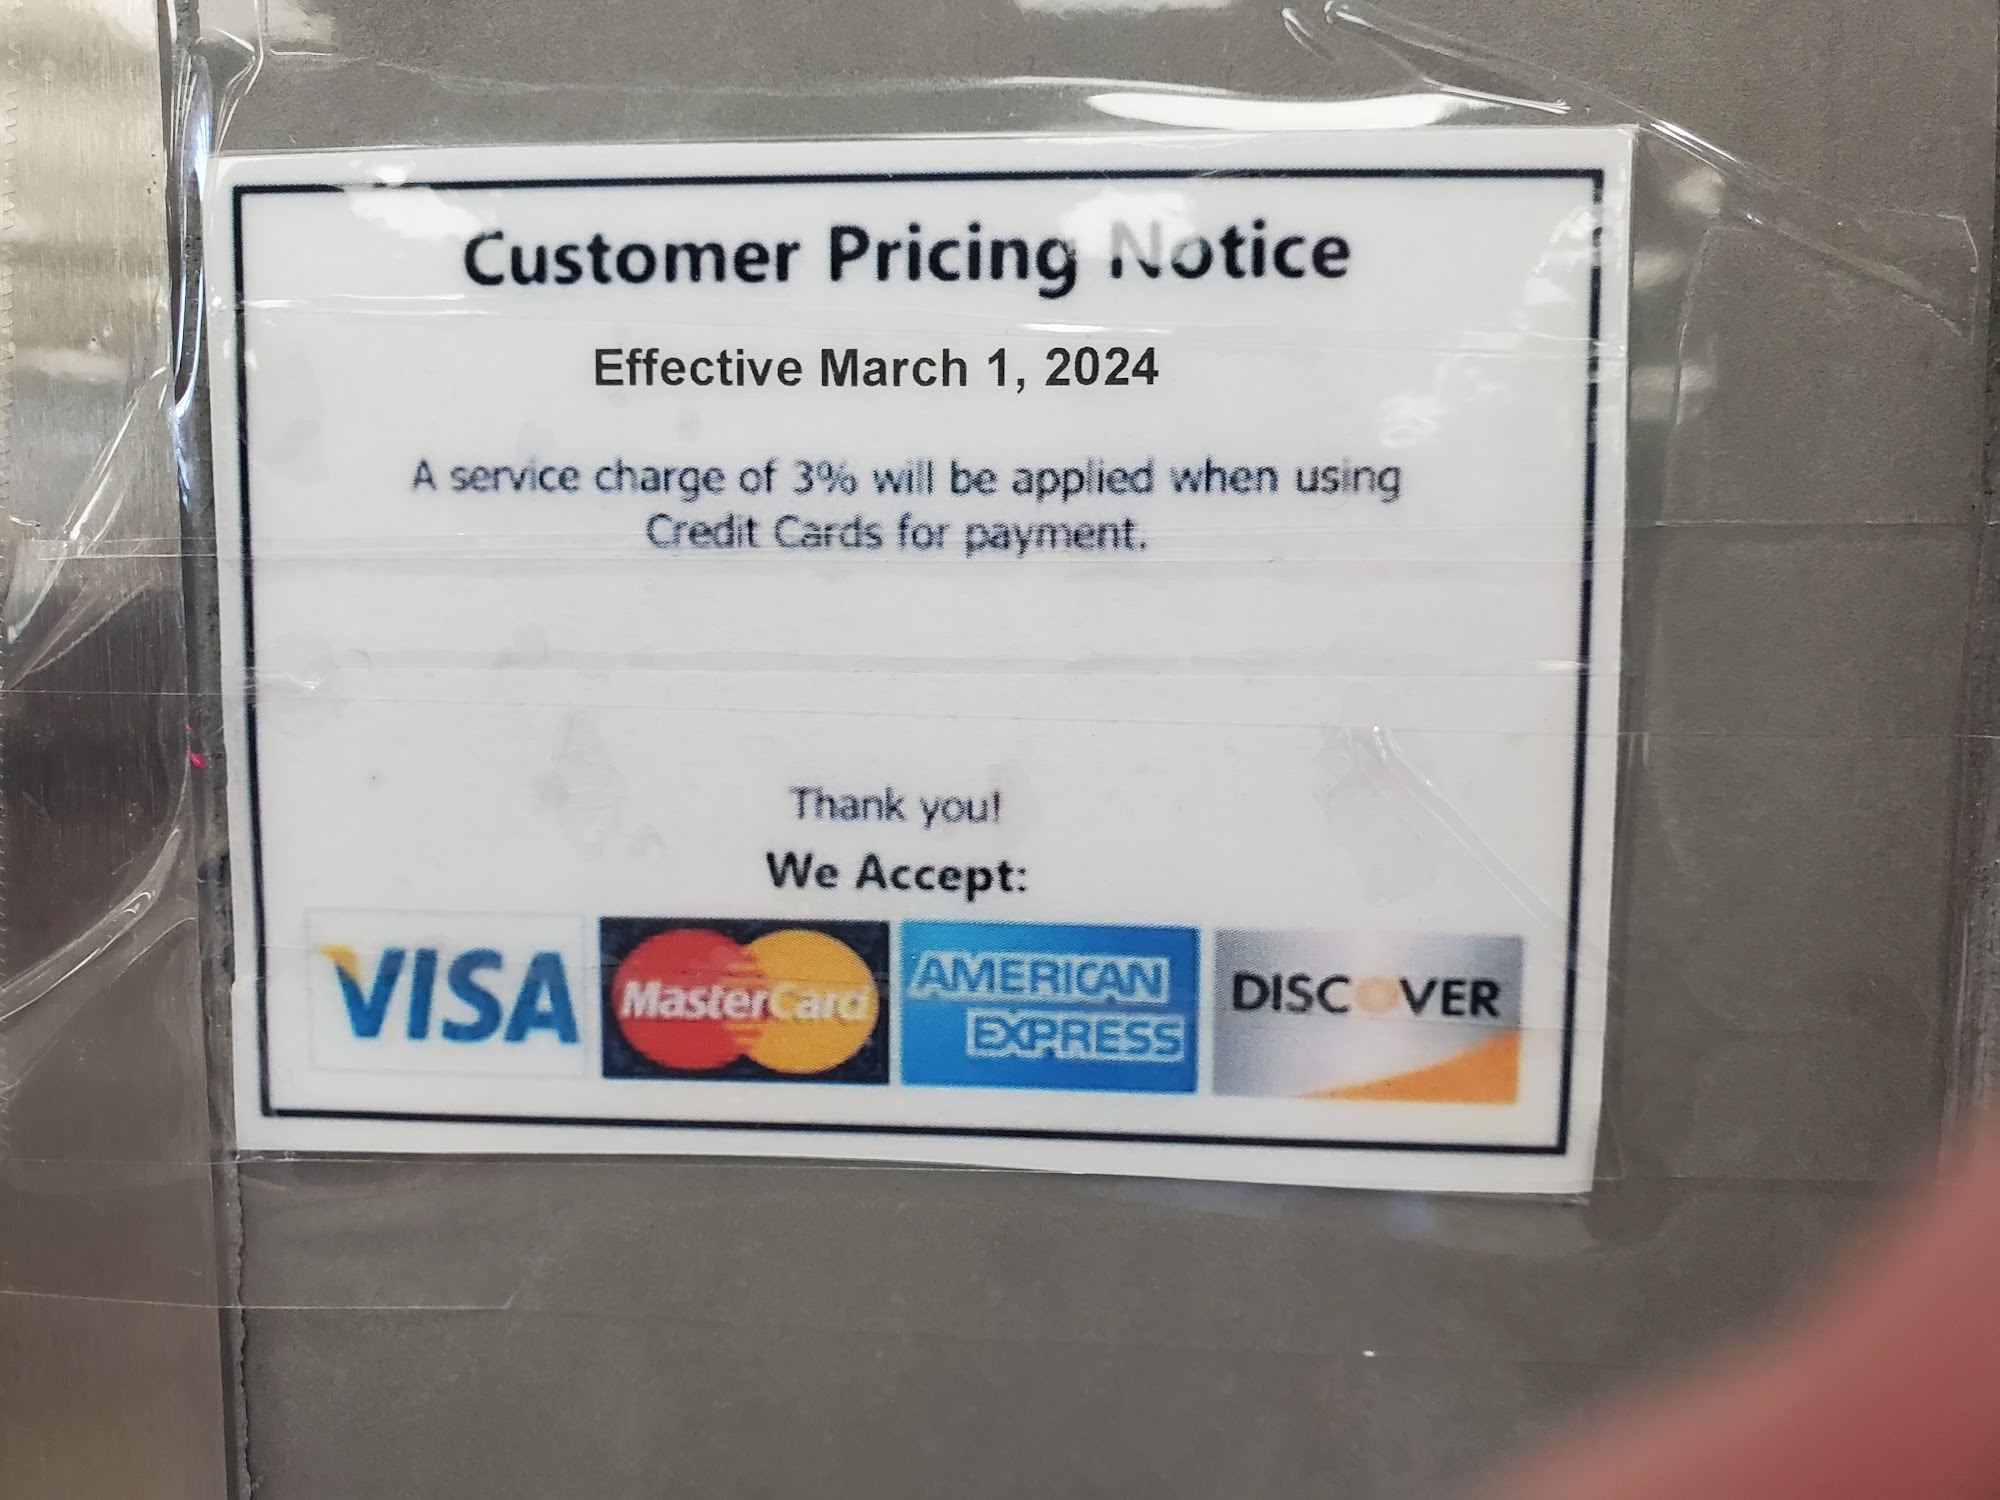 Customer Pricing Notice
Effective March 1, 2024
A service charge of 3% will be applied when using
Credit Cards for payment.
Thank you!
We Accept:
VISA MasterCard AMERICAN EXPRESS DISCOVER